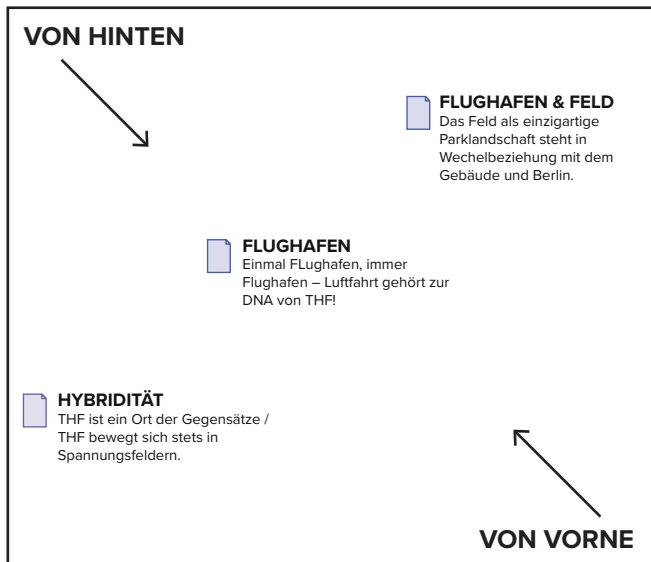 VON HINTEN
FLUGHAFEN & FELD
Das Feld als einzigartige
Parklandschaft steht in
Wechelbeziehung mit dem
Gebäude und Berlin.
FLUGHAFEN
Einmal FLughafen, immer
Flughafen – Luftfahrt gehört zur
DNA von THF!
HYBRIDITÄT
THF ist ein Ort der Gegensätze /
THF bewegt sich stets in
Spannungsfeldern.
VON VORNE